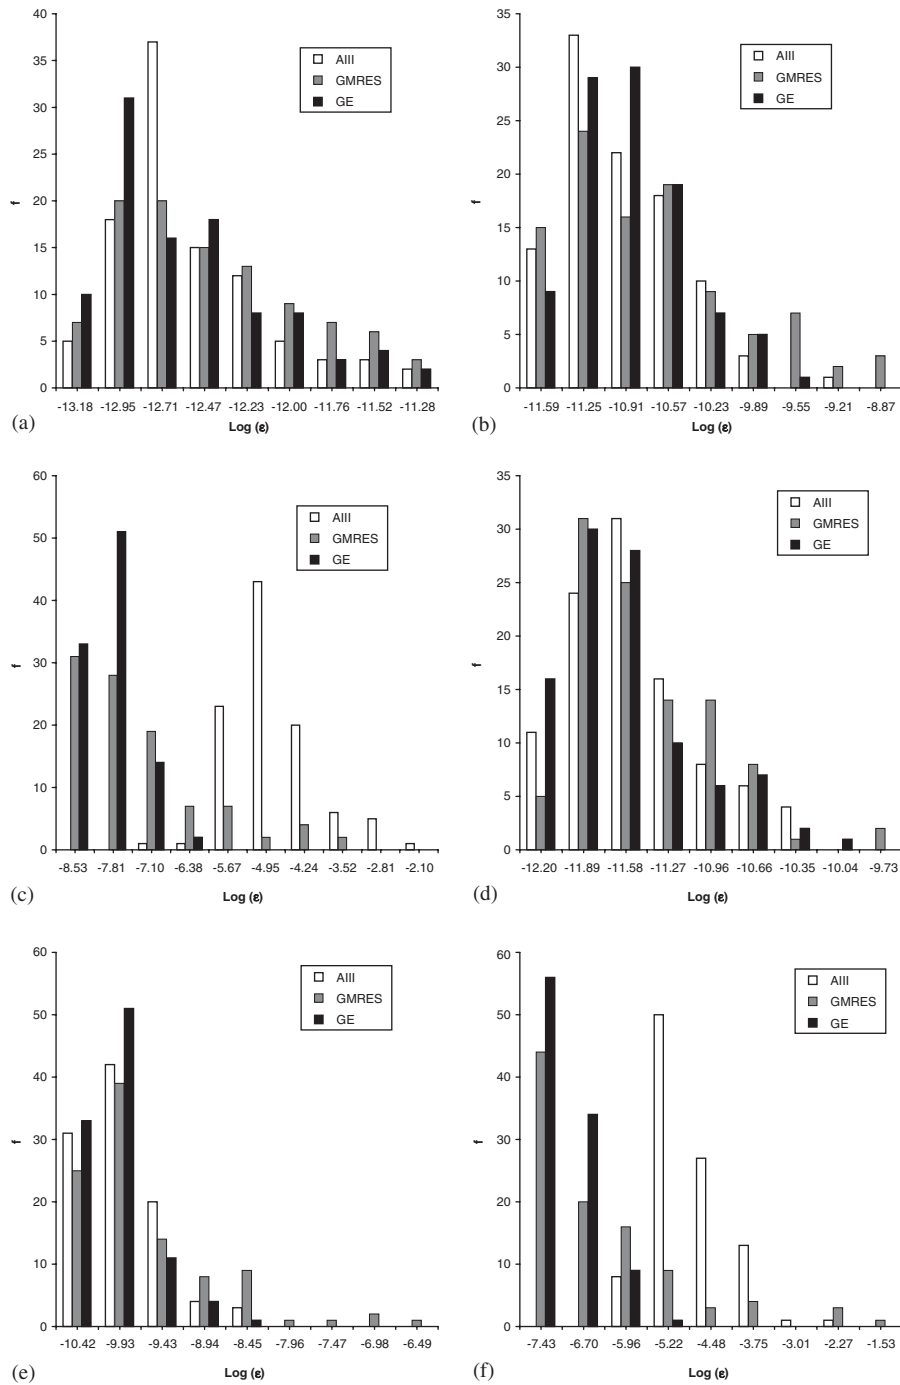 40
35
30
25
20
15
10
5
0
f
AIII
GMRES
GE
-13.18 -12.95 -12.71 -12.47 -12.23 -12.00 -11.76 -11.52 -11.28
(a)
Log (ε)
35
30
25
20
15
10
5
0
f
AIII
GMRES
GE
-11.59 -11.25 -10.91 -10.57 -10.23 -9.89 -9.55 -9.21 -8.87
(b)
Log (ε)
60
50
40
30
20
10
0
f
AIII
GMRES
GE
-8.53 -7.81 -7.10 -6.38 -5.67 -4.95 -4.24 -3.52 -2.81 -2.10
(c)
Log (ε)
35
30
25
20
15
10
5
0
f
AIII
GMRES
GE
-12.20 -11.89 -11.58 -11.27 -10.96 -10.66 -10.35 -10.04 -9.73
(d)
Log (ε)
60
50
40
30
20
10
0
f
AIII
GMRES
GE
-10.42 -9.93 -9.43 -8.94 -8.45 -7.96 -7.47 -6.98 -6.49
(e)
Log (ε)
60
50
40
30
20
10
0
f
AIII
GMRES
GE
-7.43 -6.70 -5.96 -5.22 -4.48 -3.75 -3.01 -2.27 -1.53
(f)
Log (ε)